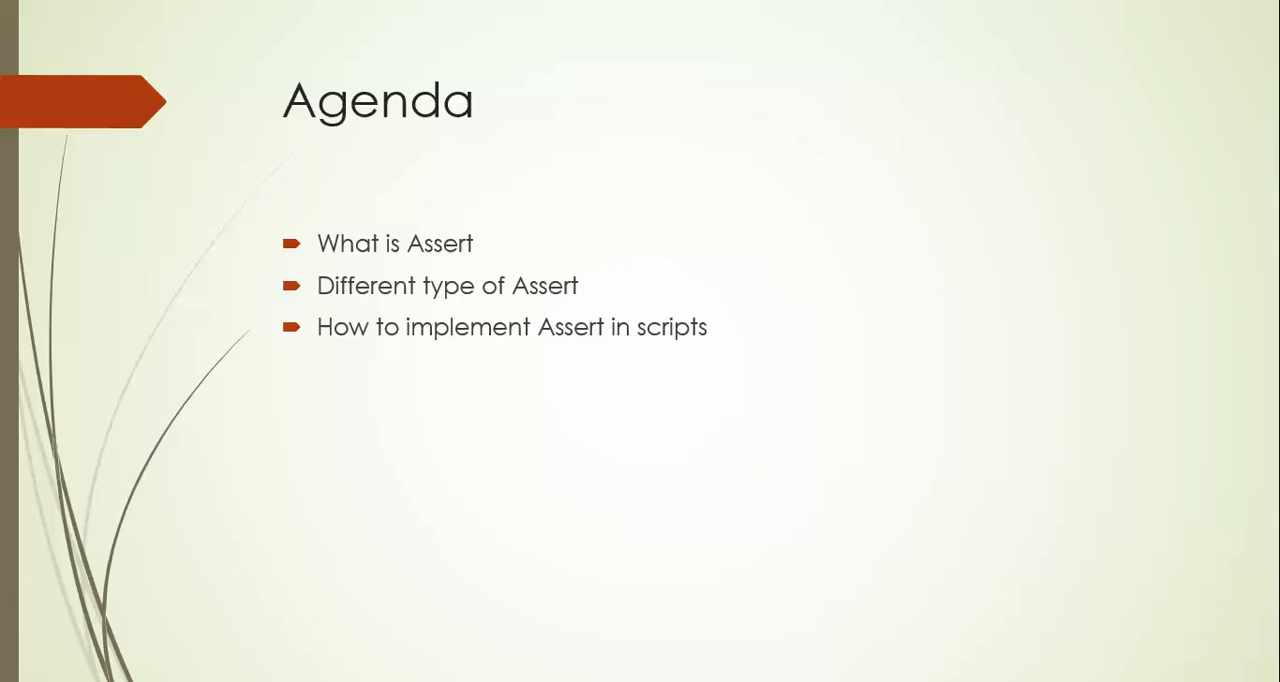 Agenda
What is Assert
Different type of Assert
How to implement Assert in scripts